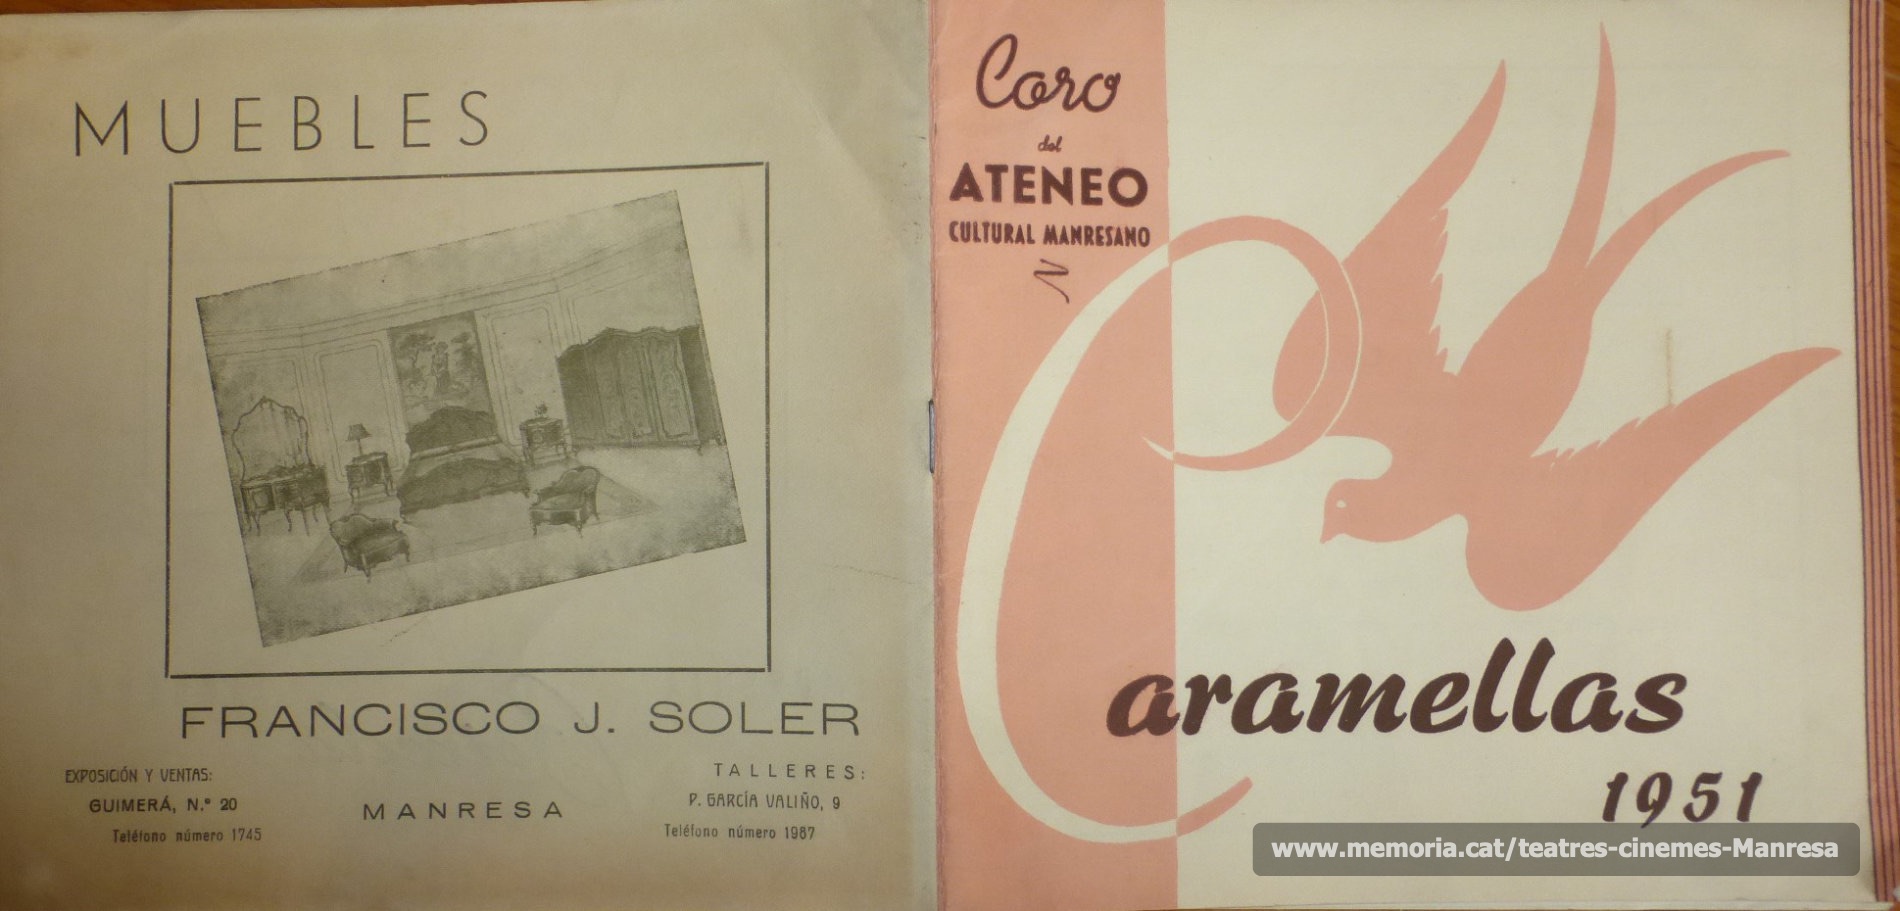 MUEBLES
FRANCISCO J. SOLER
EXPOSICIÓN Y VENTAS:
GUIMERÁ, N.º 20
Teléfono número 1745
MANRESA
TALLERES:
P. GARCÍA VALIÑO, 9
Teléfono número 1987
Coro
del
ATENEO
CULTURAL MANRESANO
Caramellas
1951
www.memoria.cat/teatres-cinemes-Manresa